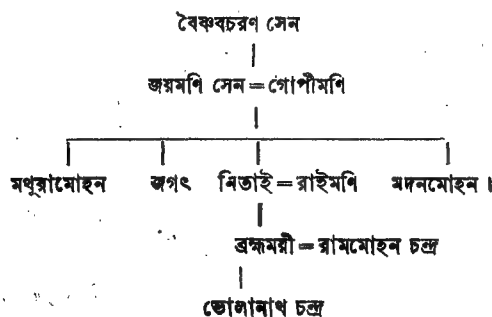 বৈষ্ণবচরণ সেন
জয়মণি সেন = গোপীমণি
মথুরামোহন জগৎ নিতাই = রাইমণি মদনমোহন।
ব্রহ্মময়ী = রামমোহন চন্দ্র
ভোলানাথ চন্দ্র